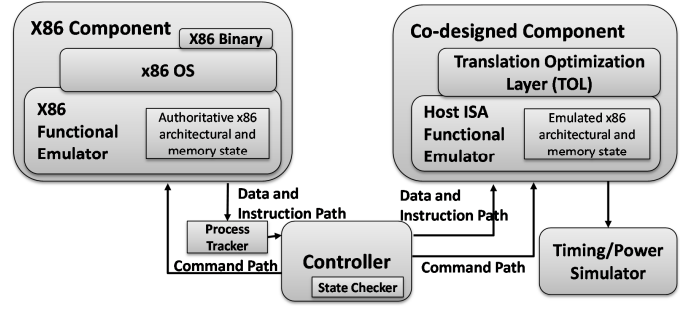 X86 Component
X86 Binary
x86 OS
X86
Functional
Emulator
Authoritative x86
architectural and
memory state
Co-designed Component
Translation Optimization
Layer (TOL)
Host ISA
Functional
Emulator
Emulated x86
architectural and
memory state
Data and
Instruction Path
Process
Tracker
Command Path
Controller
State Checker
Data and
Instruction Path
Command Path
Timing/Power
Simulator